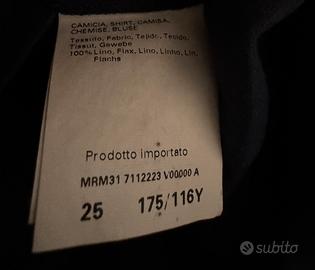 CAMICIA, SHIRT, CAMISA,
CHEMISE, BLUSE
Tessuto, Fabric, Tejido, Tecido,
Tissut, Gewebe
100% Lino, Flax, Lino, Linho, Lin,
Flachs
Prodotto importato
MRM31 7112223 V00000 A
25 175/116Y
subito